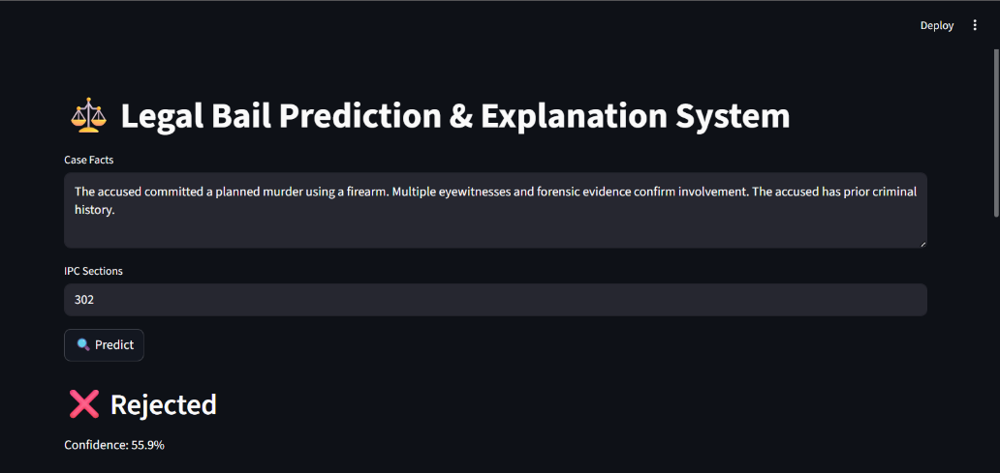 Deploy
Legal Bail Prediction & Explanation System
Case Facts
The accused committed a planned murder using a firearm. Multiple eyewitnesses and forensic evidence confirm involvement. The accused has prior criminal
history.
IPC Sections
302
Predict
Rejected
Confidence: 55.9%